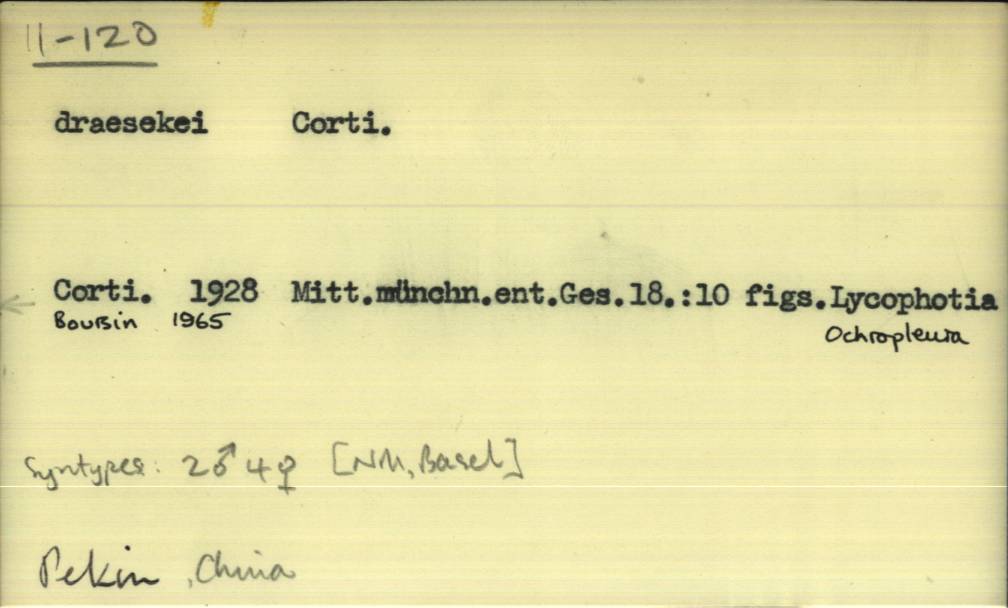 11-120
draesekei Corti.
Corti. 1928 Mitt.münchn.ent.Ges.18.:10 figs.Lycophotia
Boursin 1965 Ochropleura
Syntypes: 2♂ 4♀ [NM, Basel]
Pekin, China